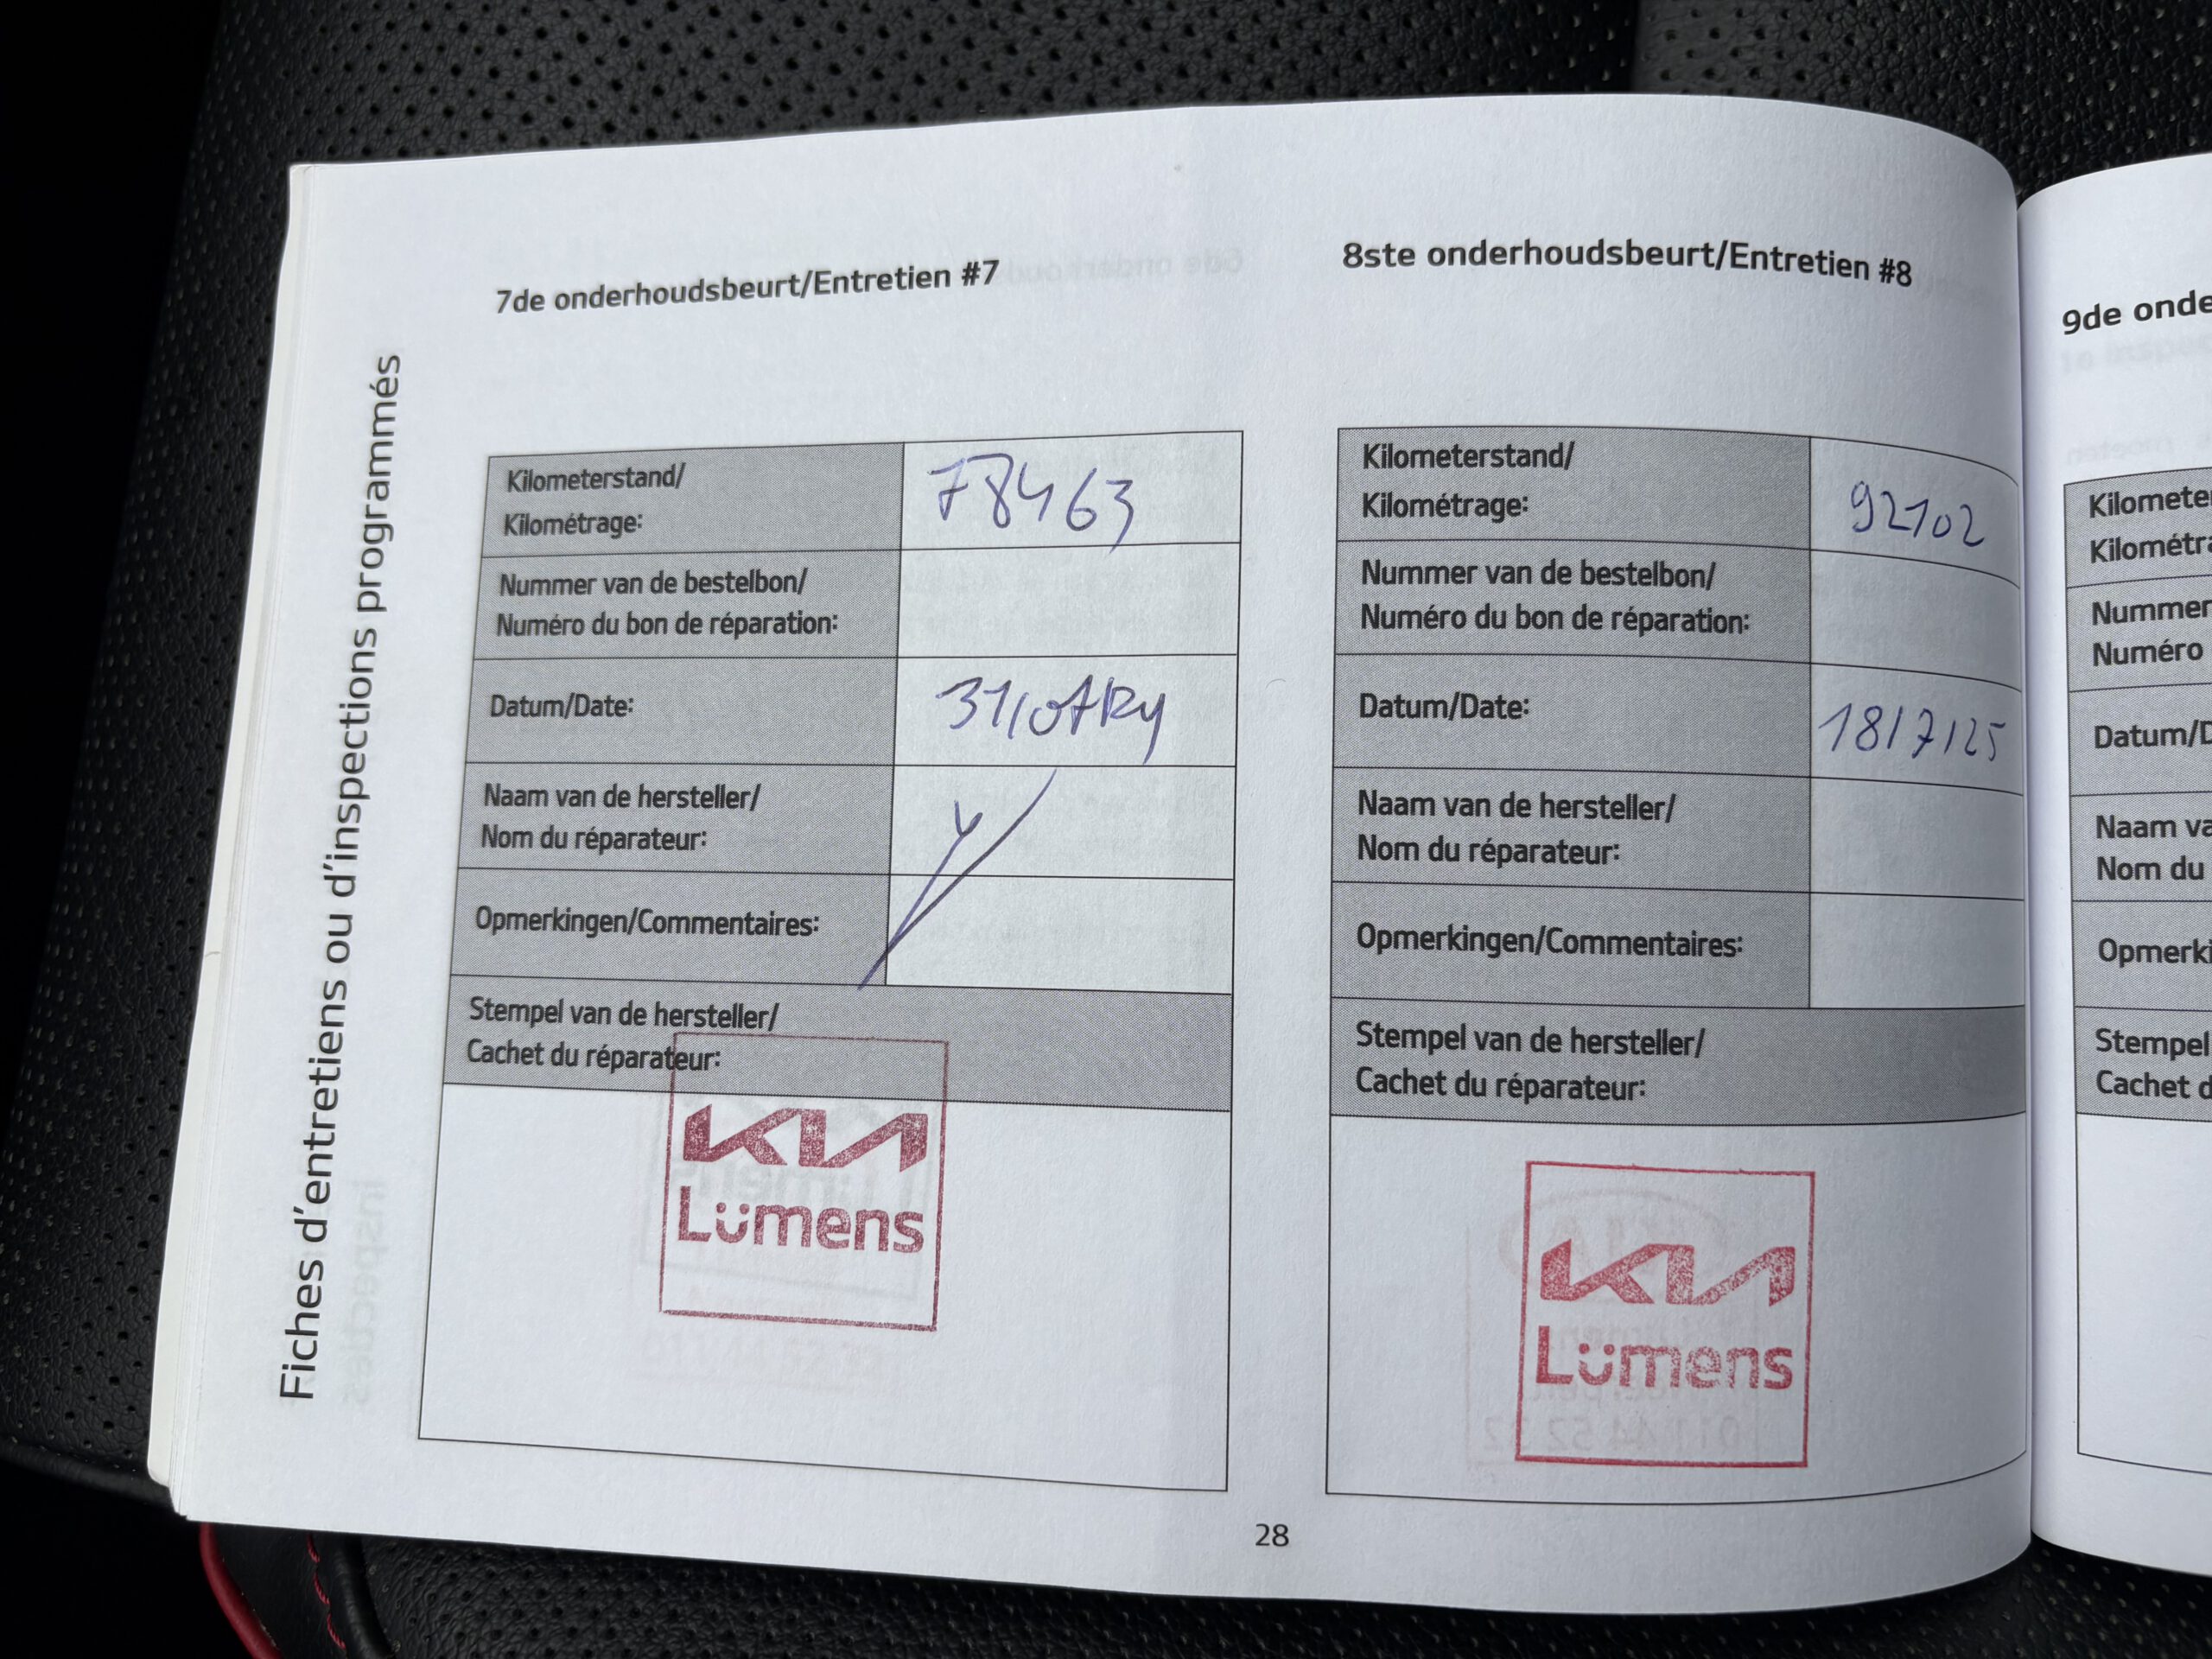 Fiches d'entretiens ou d'inspections programmés
7de onderhoudsbeurt/Entretien #7
Kilometerstand/
Kilométrage:
78463
Nummer van de bestelbon/
Numéro du bon de réparation:
Datum/Date:
31/07/24
Naam van de hersteller/
Nom du réparateur:
Opmerkingen/Commentaires:
Stempel van de hersteller/
Cachet du réparateur:
KIA
Lümens
8ste onderhoudsbeurt/Entretien #8
Kilometerstand/
Kilométrage:
92102
Nummer van de bestelbon/
Numéro du bon de réparation:
Datum/Date:
18/7/25
Naam van de hersteller/
Nom du réparateur:
Opmerkingen/Commentaires:
Stempel van de hersteller/
Cachet du réparateur:
KIA
Lümens
28
9de onde
Kilomete
Kilométra
Nummer
Numéro
Datum/D
Naam va
Nom du
Opmerki
Stempel
Cachet d